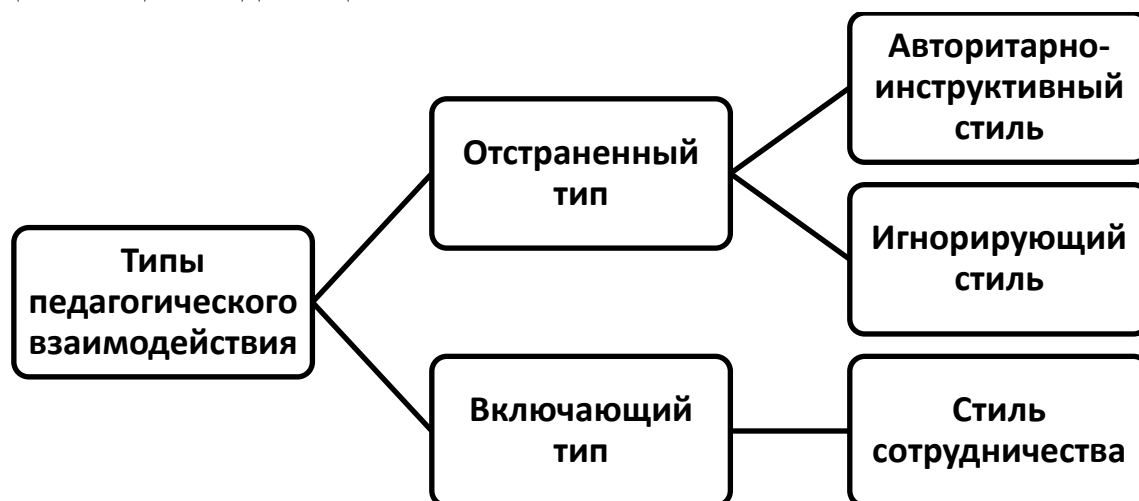 Типы
педагогического
взаимодействия
Отстраненный
тип
Авторитарно-
инструктивный
стиль
Игнорирующий
стиль
Включающий
тип
Стиль
сотрудничества